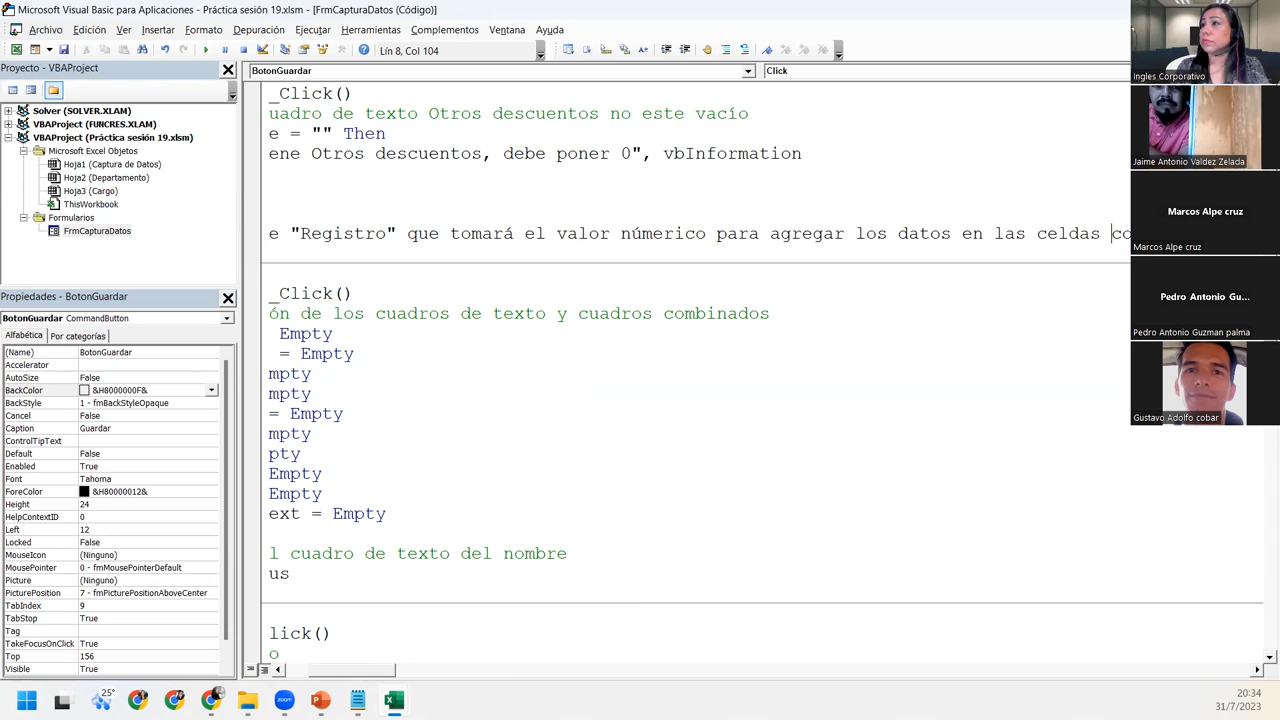 Microsoft Visual Basic para Aplicaciones - Práctica sesión 19.xlsm - [FrmCapturaDatos (Código)]
Archivo Edición Ver Insertar Formato Depuración Ejecutar Herramientas Complementos Ventana Ayuda
Lín 8, Col 104
Proyecto - VBAProject
Solver (SOLVER.XLAM)
VBAProject (FUNCRES.XLAM)
VBAProject (Práctica sesión 19.xlsm)
Microsoft Excel Objetos
Hoja1 (Captura de Datos)
Hoja2 (Departamento)
Hoja3 (Cargo)
ThisWorkbook
Formularios
FrmCapturaDatos
Propiedades - BotonGuardar
BotonGuardar CommandButton
Alfabética Por categorías
(Name) BotonGuardar
Accelerator
AutoSize False
BackColor &H8000000F&
BackStyle 1 - fmBackStyleOpaque
Cancel False
Caption Guardar
ControlTipText
Default False
Enabled True
Font Tahoma
ForeColor &H80000012&
Height 24
HelpContextID 0
Left 12
Locked False
MouseIcon (Ninguno)
MousePointer 0 - fmMousePointerDefault
Picture (Ninguno)
PicturePosition 7 - fmPicturePositionAboveCenter
TabIndex 9
TabStop True
Tag
TakeFocusOnClick True
Top 156
Visible True
BotonGuardar Click
_Click()
uadro de texto Otros descuentos no este vacío
e = "" Then
ene Otros descuentos, debe poner 0", vbInformation
e "Registro" que tomará el valor númerico para agregar los datos en las celdas co
_Click()
ón de los cuadros de texto y cuadros combinados
Empty
= Empty
mpty
mpty
= Empty
mpty
pty
Empty
Empty
ext = Empty
l cuadro de texto del nombre
us
lick()
o
Ingles Corporativo
Jaime Antonio Valdez Zelada
Marcos Alpe cruz
Marcos Alpe cruz
Pedro Antonio Gu...
Pedro Antonio Guzman palma
Gustavo Adolfo cobar
25°
zoom
20:34
31/7/2023